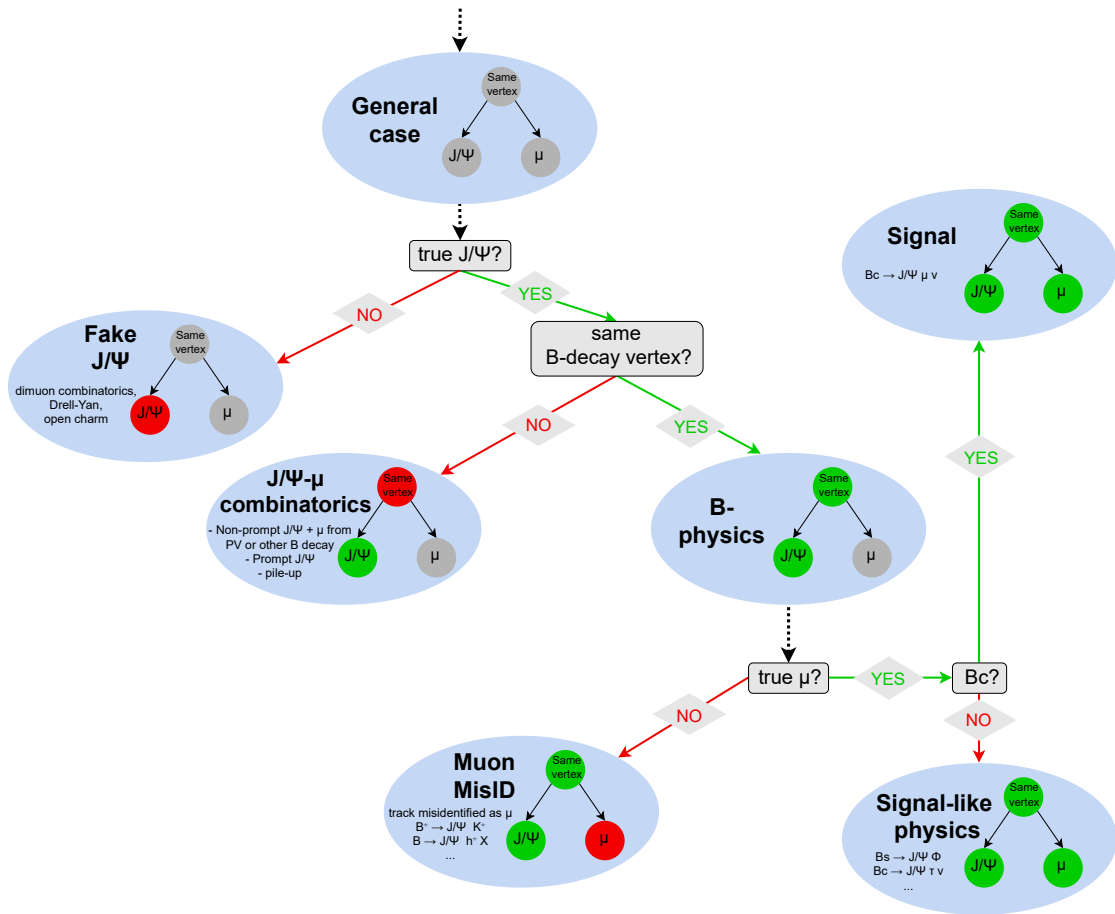 General
case
Same
vertex
J/Ψ
μ
true J/Ψ?
NO
YES
Fake
J/Ψ
dimuon combinatorics,
Drell-Yan,
open charm
Same
vertex
J/Ψ
μ
same
B-decay vertex?
NO
YES
J/Ψ-μ
combinatorics
- Non-prompt J/Ψ + μ from
PV or other B decay
- Prompt J/Ψ
- pile-up
Same
vertex
J/Ψ
μ
B-
physics
Same
vertex
J/Ψ
μ
true μ?
NO
YES
Bc?
YES
NO
Signal
Bc → J/Ψ μ ν
Same
vertex
J/Ψ
μ
Muon
MisID
track misidentified as μ
B⁺ → J/Ψ K⁺
B → J/Ψ h⁺ X
...
Same
vertex
J/Ψ
μ
Signal-like
physics
Bs → J/Ψ Φ
Bc → J/Ψ τ ν
...
Same
vertex
J/Ψ
μ